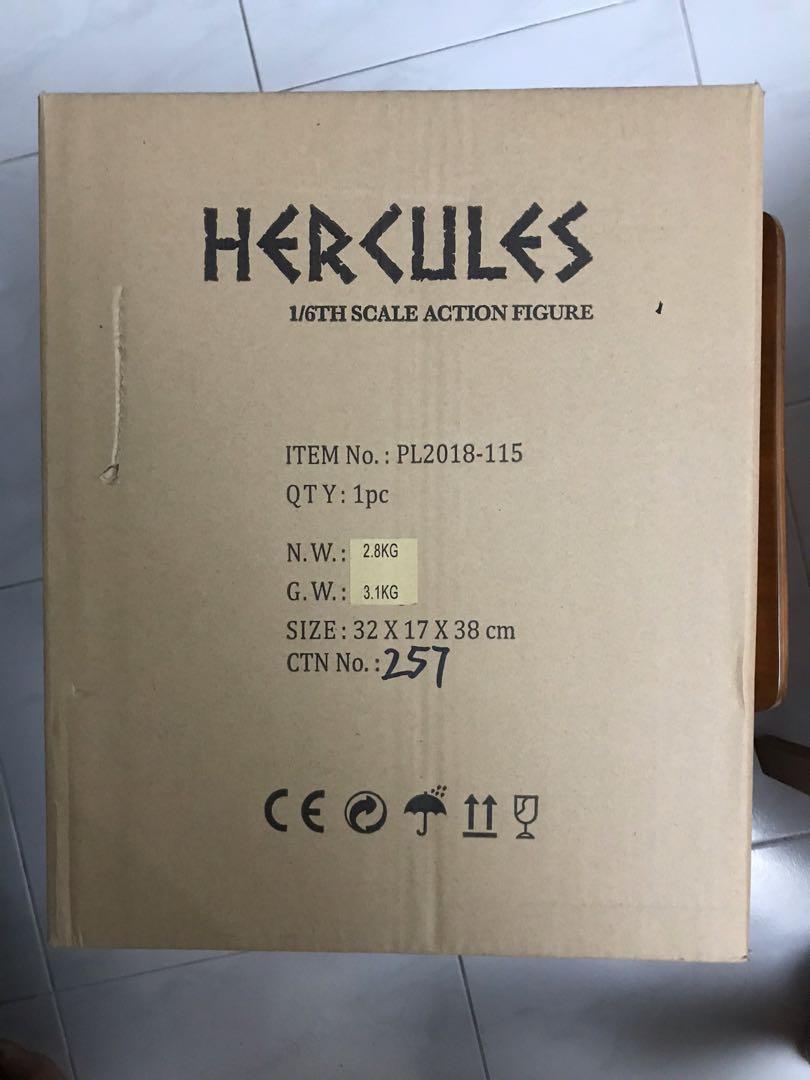 HERCULES
1/6TH SCALE ACTION FIGURE
ITEM No.: PL2018-115
QTY: 1pc
N.W.: 2.8KG
G.W.: 3.1KG
SIZE: 32 X 17 X 38 cm
CTN No.: 257
CE